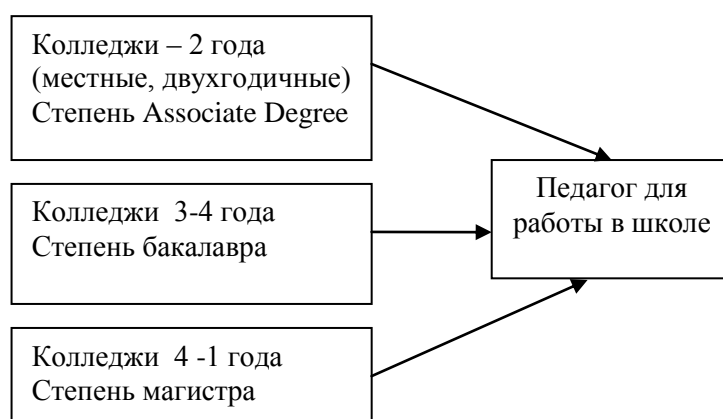 Колледжи – 2 года
(местные, двухгодичные)
Степень Associate Degree
Педагог для
работы в школе
Колледжи 3-4 года
Степень бакалавра
Колледжи 4 -1 года
Степень магистра